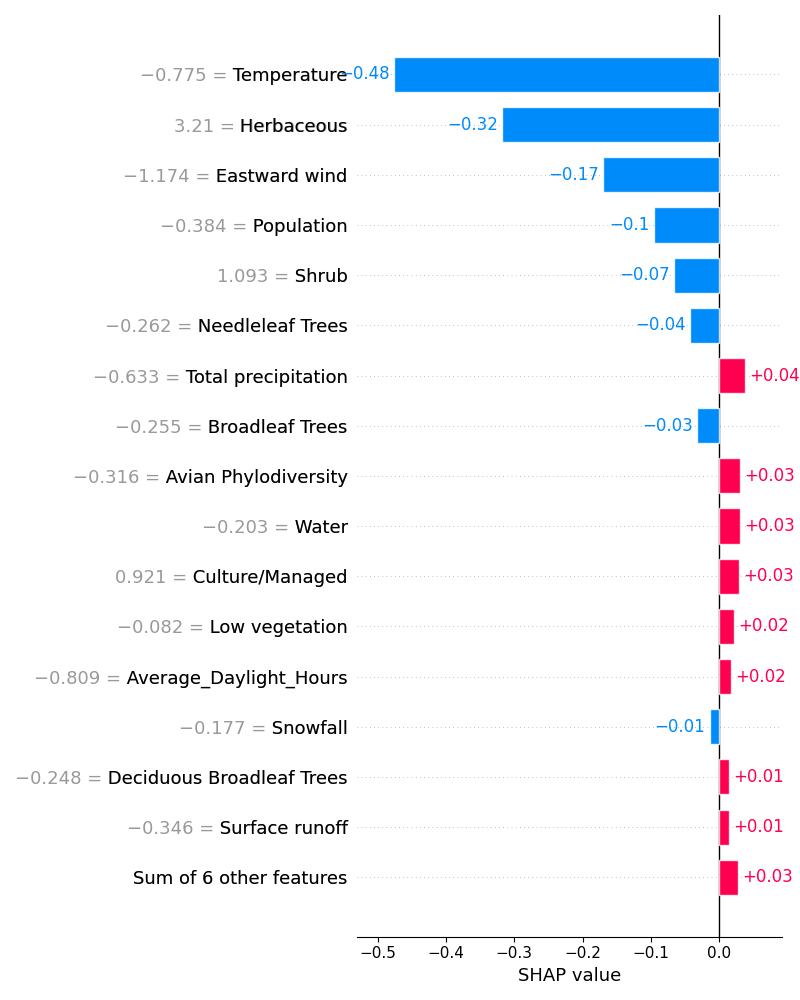 −0.775 = Temperature −0.48
3.21 = Herbaceous −0.32
−1.174 = Eastward wind −0.17
−0.384 = Population −0.1
1.093 = Shrub −0.07
−0.262 = Needleleaf Trees −0.04
−0.633 = Total precipitation +0.04
−0.255 = Broadleaf Trees −0.03
−0.316 = Avian Phylodiversity +0.03
−0.203 = Water +0.03
0.921 = Culture/Managed +0.03
−0.082 = Low vegetation +0.02
−0.809 = Average_Daylight_Hours +0.02
−0.177 = Snowfall −0.01
−0.248 = Deciduous Broadleaf Trees +0.01
−0.346 = Surface runoff +0.01
Sum of 6 other features +0.03
−0.5 −0.4 −0.3 −0.2 −0.1 0.0
SHAP value